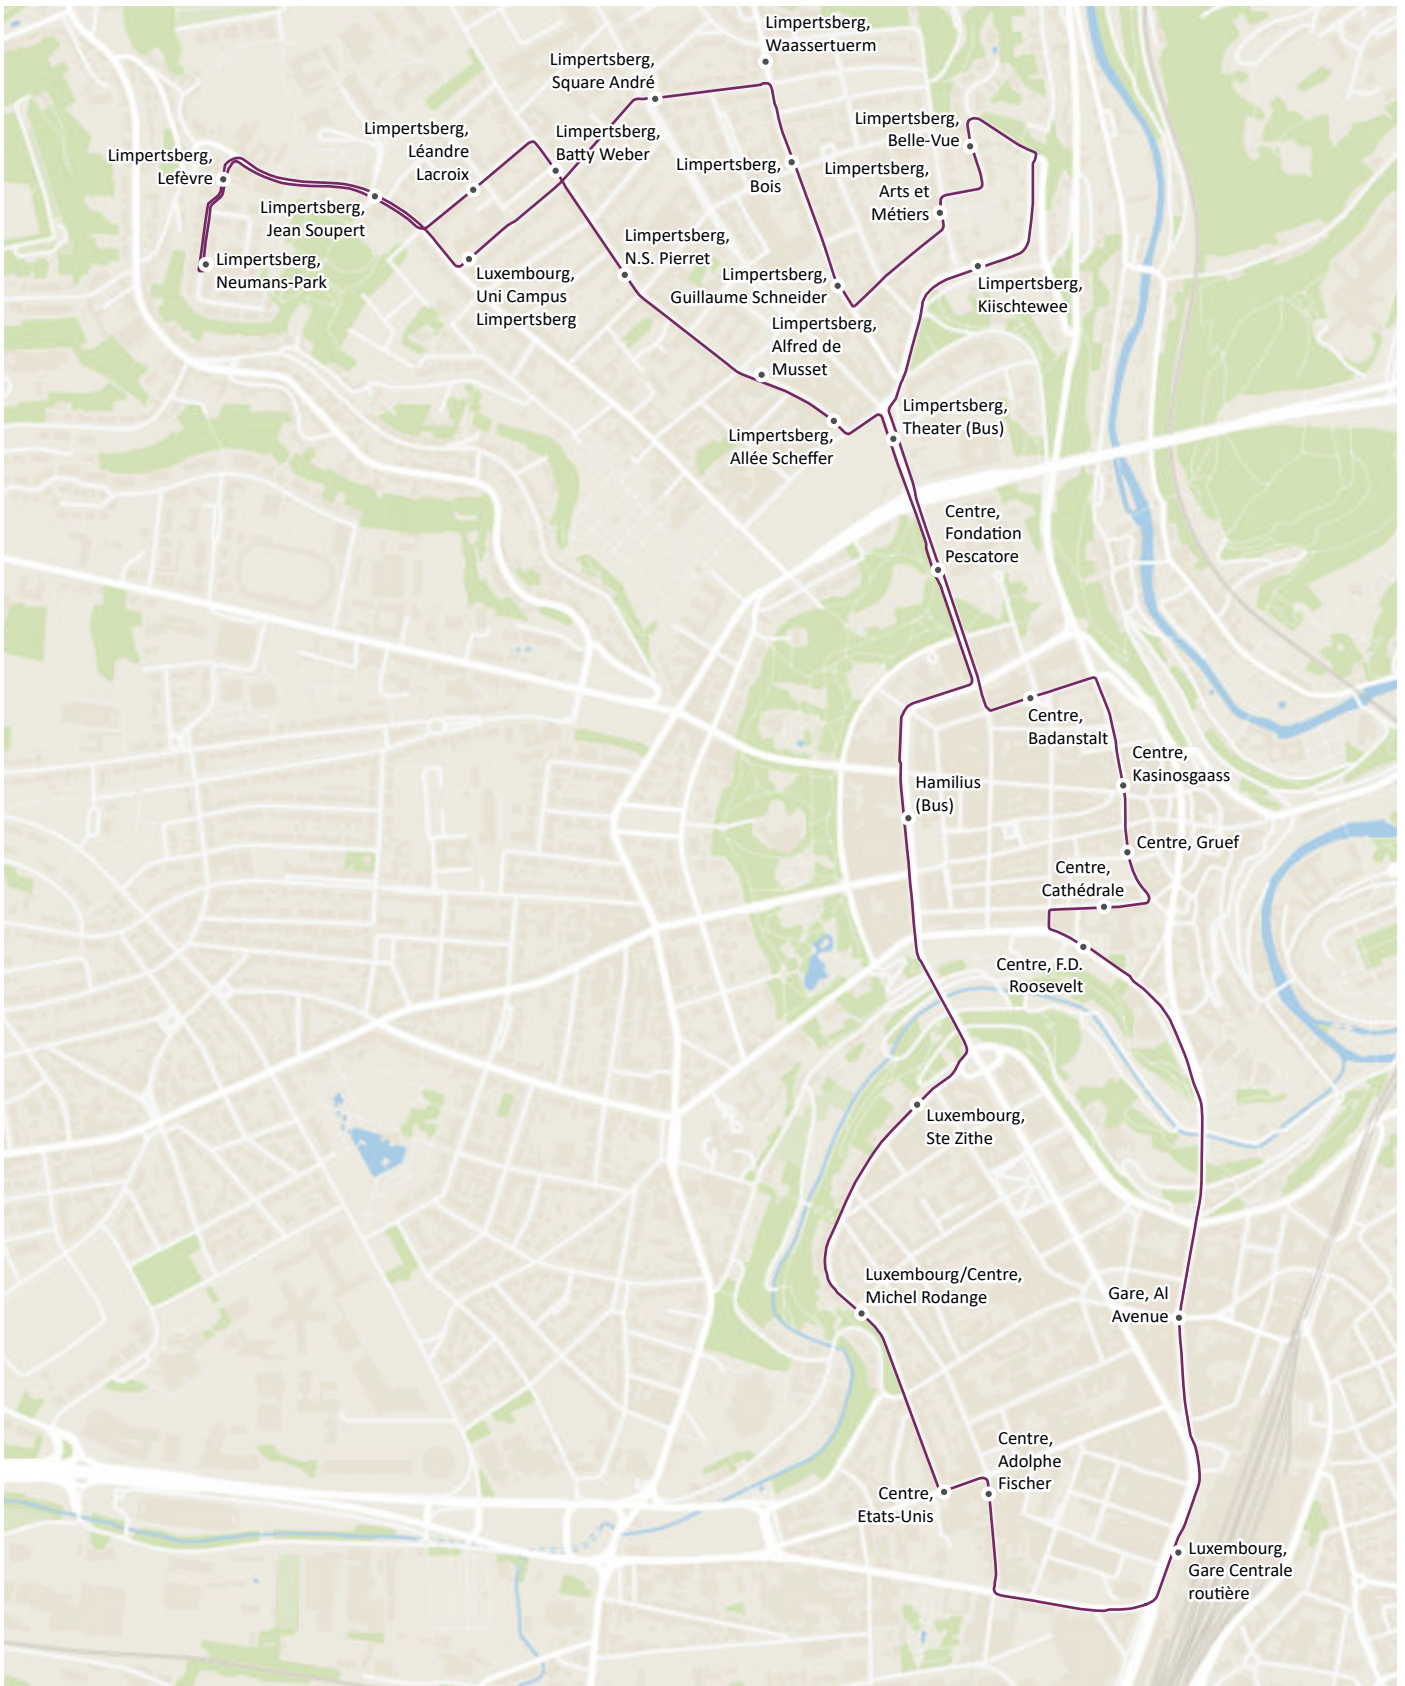 Limpertsberg,
Waassertuerm
Limpertsberg,
Square André
Limpertsberg,
Léandre
Lacroix
Limpertsberg,
Batty Weber
Limpertsberg,
Belle-Vue
Limpertsberg,
Lefèvre
Limpertsberg,
Bois
Limpertsberg,
Arts et
Métiers
Limpertsberg,
Jean Soupert
Limpertsberg,
Neumans-Park
Luxembourg,
Uni Campus
Limpertsberg
Limpertsberg,
N.S. Pierret
Limpertsberg,
Guillaume Schneider
Limpertsberg,
Kiischtewee
Limpertsberg,
Alfred de
Musset
Limpertsberg,
Allée Scheffer
Limpertsberg,
Theater (Bus)
Centre,
Fondation
Pescatore
Centre,
Badanstalt
Centre,
Kasinosgaass
Hamilius
(Bus)
Centre, Gruef
Centre,
Cathédrale
Centre, F.D.
Roosevelt
Luxembourg,
Ste Zithe
Luxembourg/Centre,
Michel Rodange
Gare, Al
Avenue
Centre,
Adolphe
Fischer
Centre,
Etats-Unis
Luxembourg,
Gare Centrale
routière